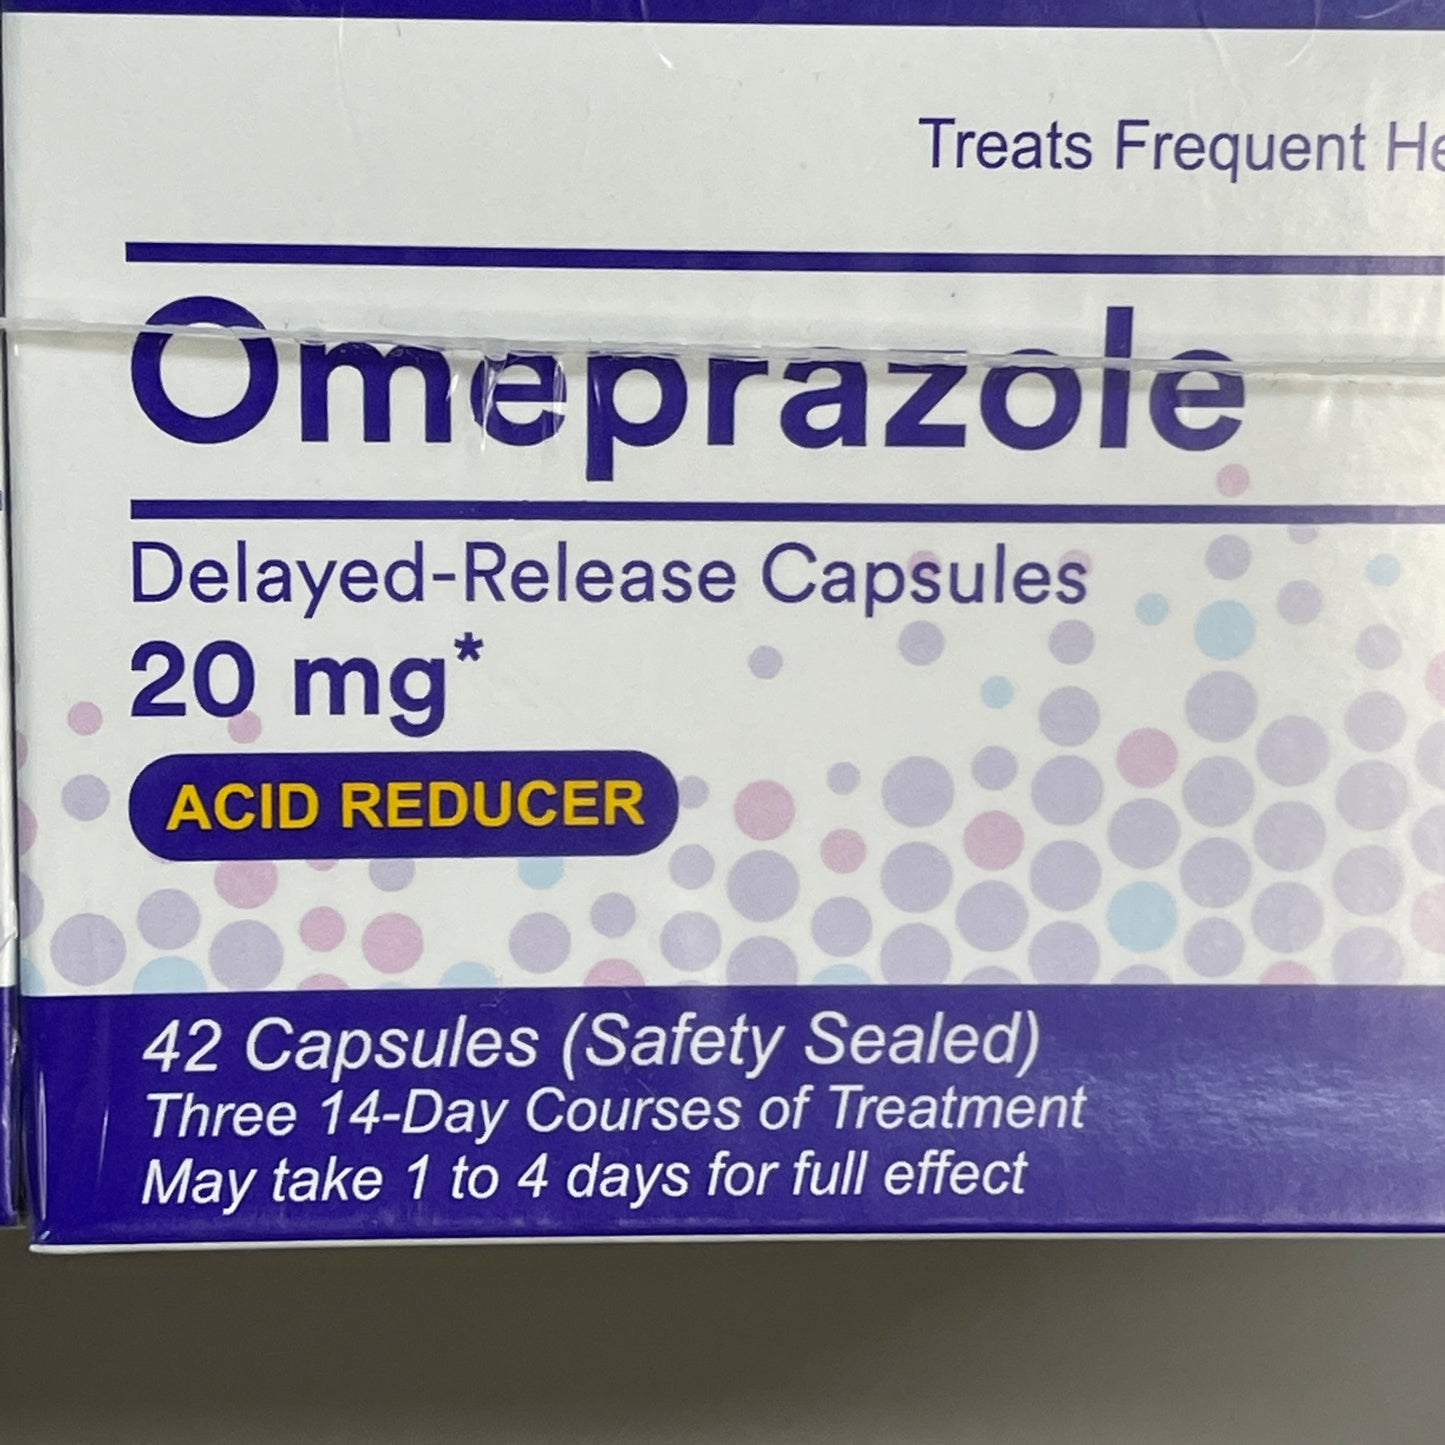 Treats Frequent He
Omeprazole
Delayed-Release Capsules
20 mg*
ACID REDUCER
42 Capsules (Safety Sealed)
Three 14-Day Courses of Treatment
May take 1 to 4 days for full effect